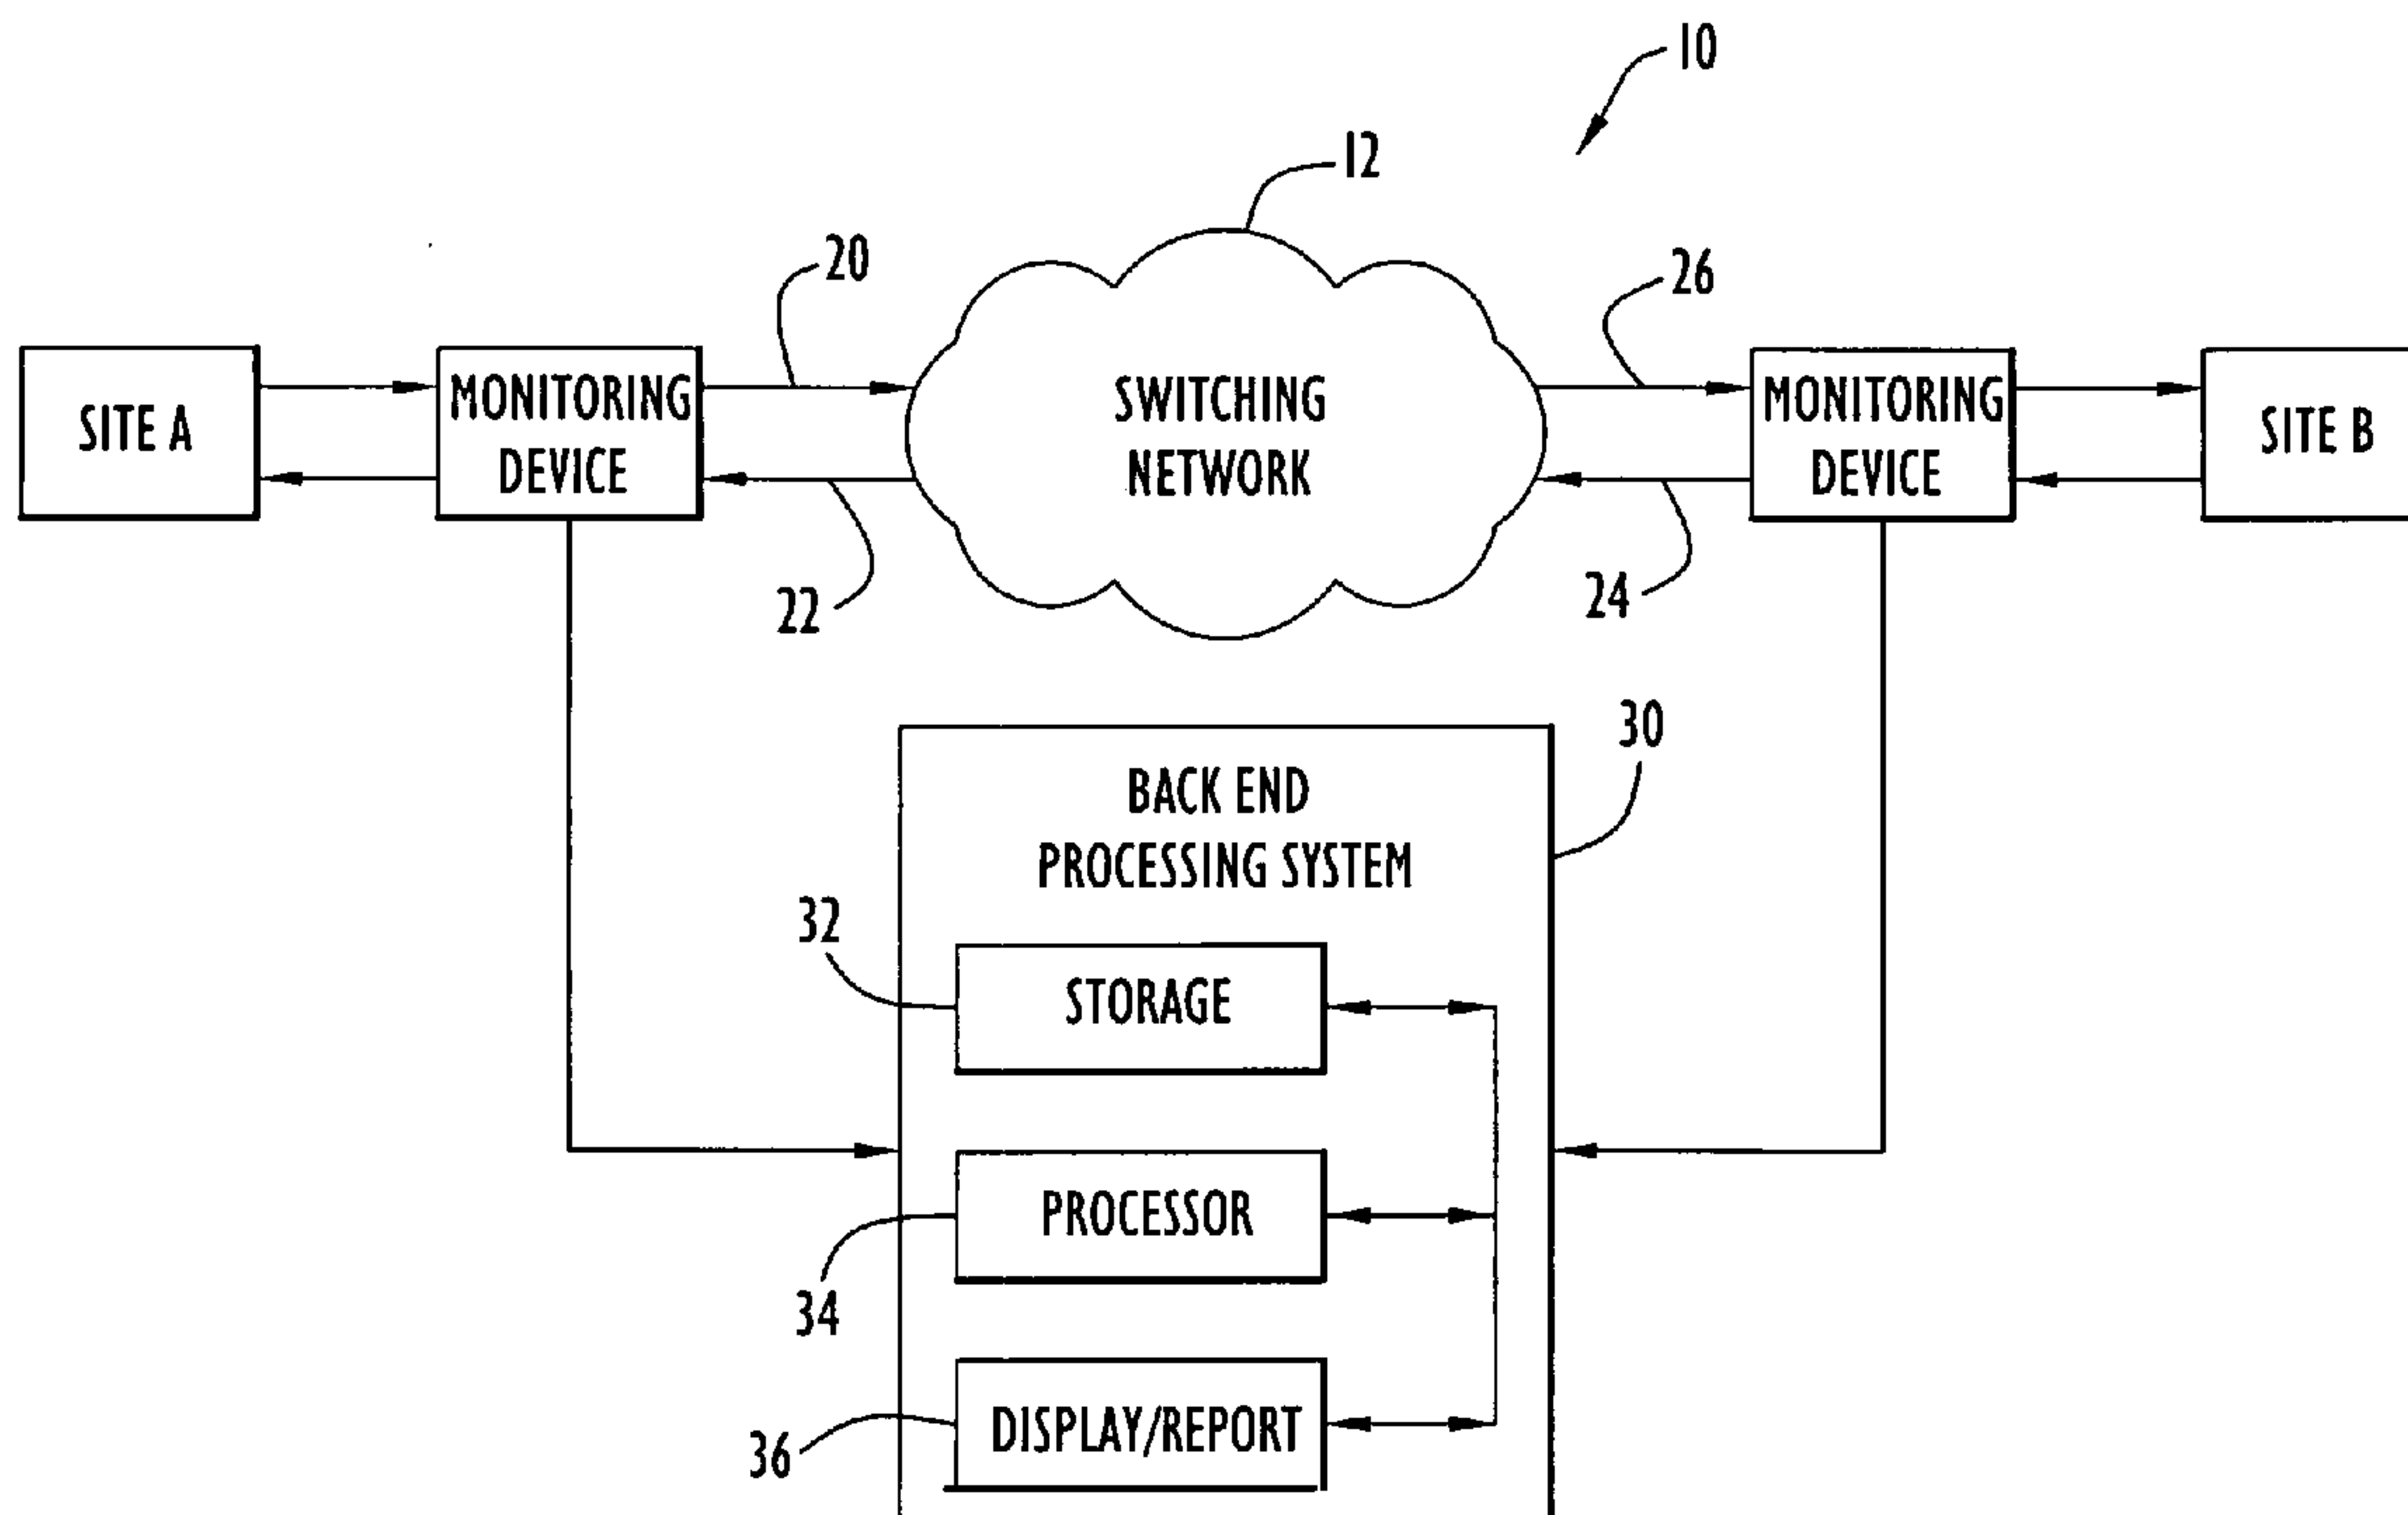 10
12
20
26
SITE A
MONITORING
DEVICE
SWITCHING
NETWORK
MONITORING
DEVICE
SITE B
22
24
30
BACK END
PROCESSING SYSTEM
32
STORAGE
PROCESSOR
34
DISPLAY/REPORT
36